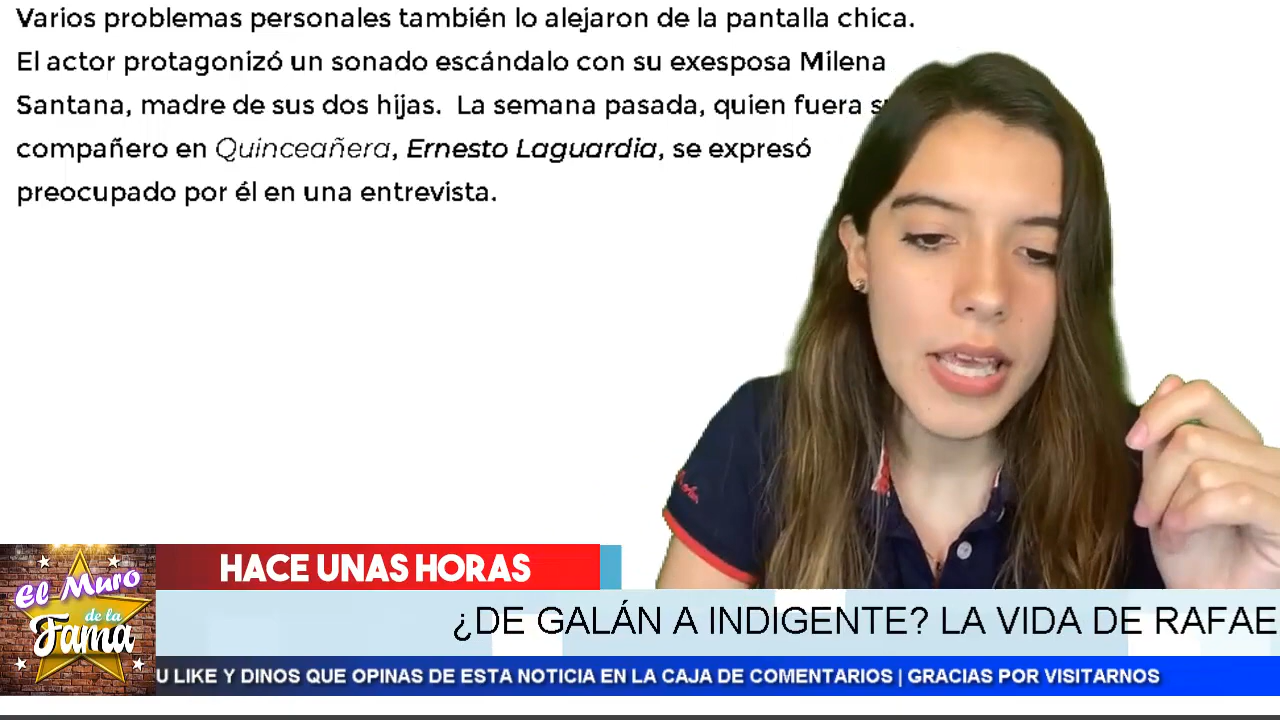 Varios problemas personales también lo alejaron de la pantalla chica.
El actor protagonizó un sonado escándalo con su exesposa Milena
Santana, madre de sus dos hijas. La semana pasada, quien fuera
compañero en Quinceañera, Ernesto Laguardia, se expresó
preocupado por él en una entrevista.
El Muro
de la
Fama
HACE UNAS HORAS
¿DE GALÁN A INDIGENTE? LA VIDA DE RAFAE
U LIKE Y DINOS QUE OPINAS DE ESTA NOTICIA EN LA CAJA DE COMENTARIOS | GRACIAS POR VISITARNOS